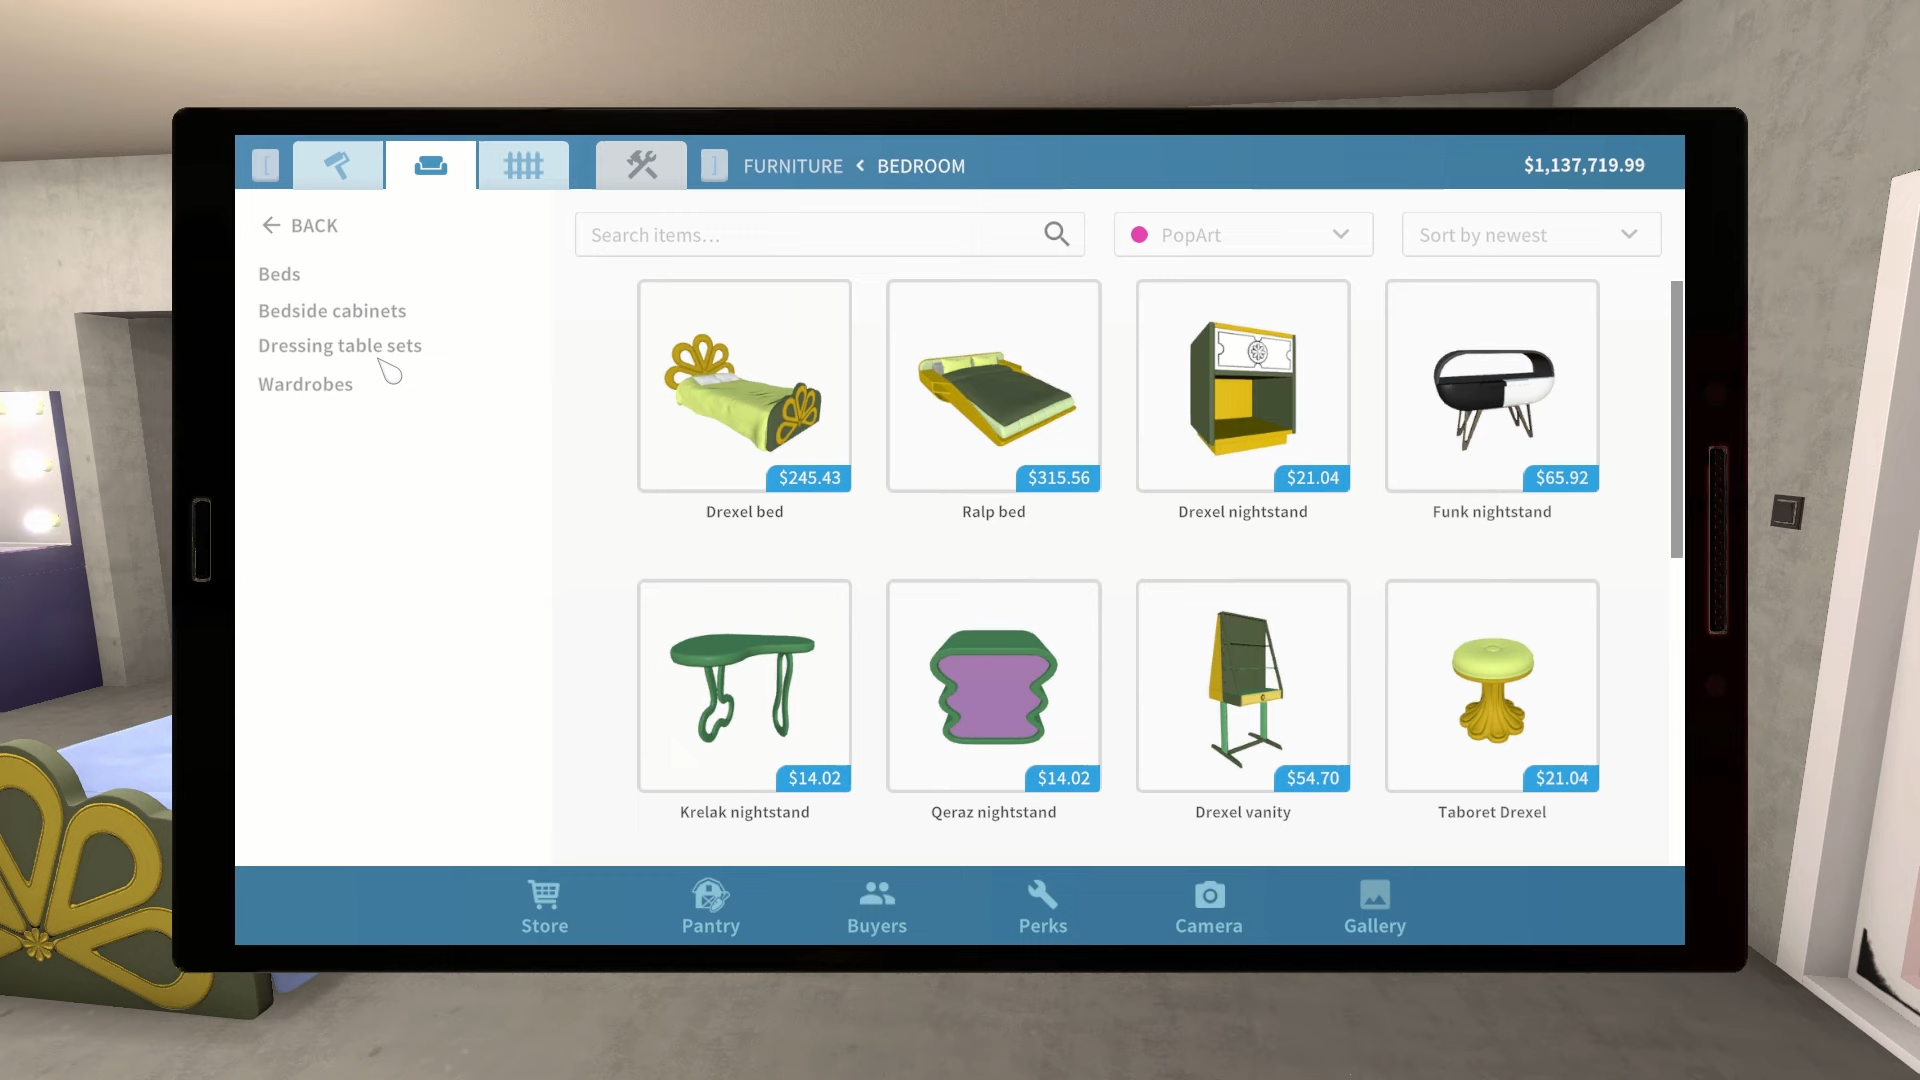 [
]
FURNITURE < BEDROOM
$1,137,719.99
← BACK
Search items...
PopArt
Sort by newest
Beds
Bedside cabinets
Dressing table sets
Wardrobes
$245.43
$315.56
$21.04
$65.92
Drexel bed
Ralp bed
Drexel nightstand
Funk nightstand
$14.02
$14.02
$54.70
$21.04
Krelak nightstand
Qeraz nightstand
Drexel vanity
Taboret Drexel
Store
Pantry
Buyers
Perks
Camera
Gallery